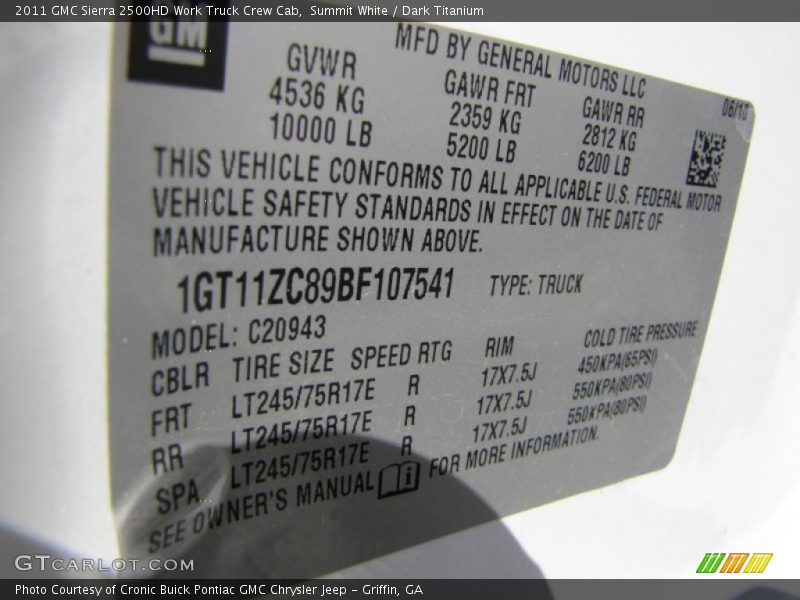 2011 GMC Sierra 2500HD Work Truck Crew Cab,  Summit White / Dark Titanium
GM
MFD BY GENERAL MOTORS LLC
06/10
GVWR GAWR FRT GAWR RR
4536 KG 2359 KG 2812 KG
10000 LB 5200 LB 6200 LB
THIS VEHICLE CONFORMS TO ALL APPLICABLE U.S. FEDERAL MOTOR
VEHICLE SAFETY STANDARDS IN EFFECT ON THE DATE OF
MANUFACTURE SHOWN ABOVE.
1GT11ZC89BF107541 TYPE: TRUCK
MODEL: C20943
CBLR TIRE SIZE SPEED RTG RIM COLD TIRE PRESSURE
FRT LT245/75R17E R 17X7.5J 450KPA(65PSI)
RR LT245/75R17E R 17X7.5J 550KPA(80PSI)
SPA LT245/75R17E R 17X7.5J 550KPA(80PSI)
SEE OWNER'S MANUAL FOR MORE INFORMATION.
GTCARLOT.COM
Photo Courtesy of Cronic Buick Pontiac GMC Chrysler Jeep - Griffin, GA